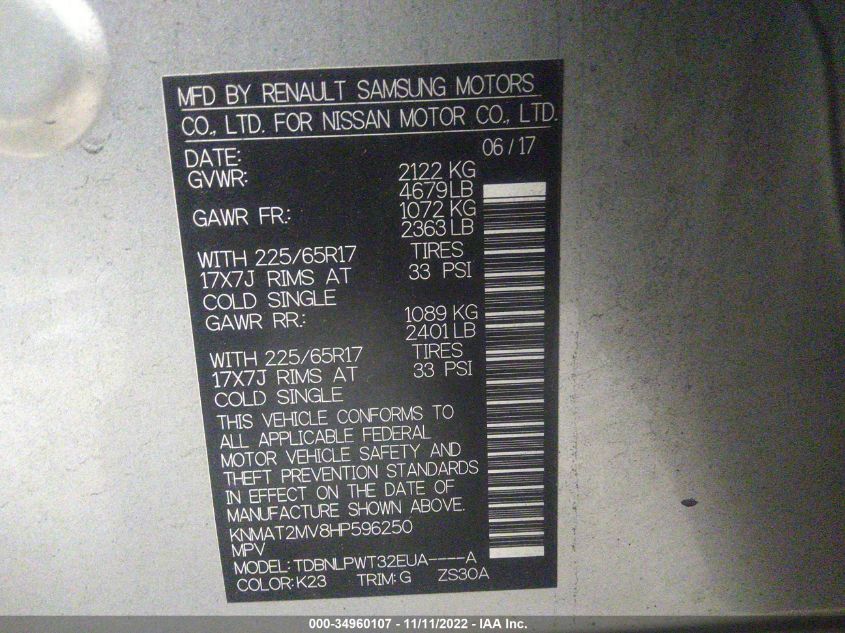 MFD BY RENAULT SAMSUNG MOTORS
CO., LTD. FOR NISSAN MOTOR CO., LTD.
DATE: 06/17
GVWR: 2122 KG
4679 LB
GAWR FR.: 1072 KG
2363 LB
WITH 225/65R17 TIRES
17X7J RIMS AT 33 PSI
COLD SINGLE
GAWR RR.: 1089 KG
2401 LB
WITH 225/65R17 TIRES
17X7J RIMS AT 33 PSI
COLD SINGLE
THIS VEHICLE CONFORMS TO
ALL APPLICABLE FEDERAL
MOTOR VEHICLE SAFETY AND
THEFT PREVENTION STANDARDS
IN EFFECT ON THE DATE OF
MANUFACTURE SHOWN ABOVE.
KNMAT2MV8HP596250
MPV
MODEL: TDBNLPWT32EUA----A
COLOR: K23 TRIM: G ZS30A
000-34960107 - 11/11/2022 - IAA Inc.